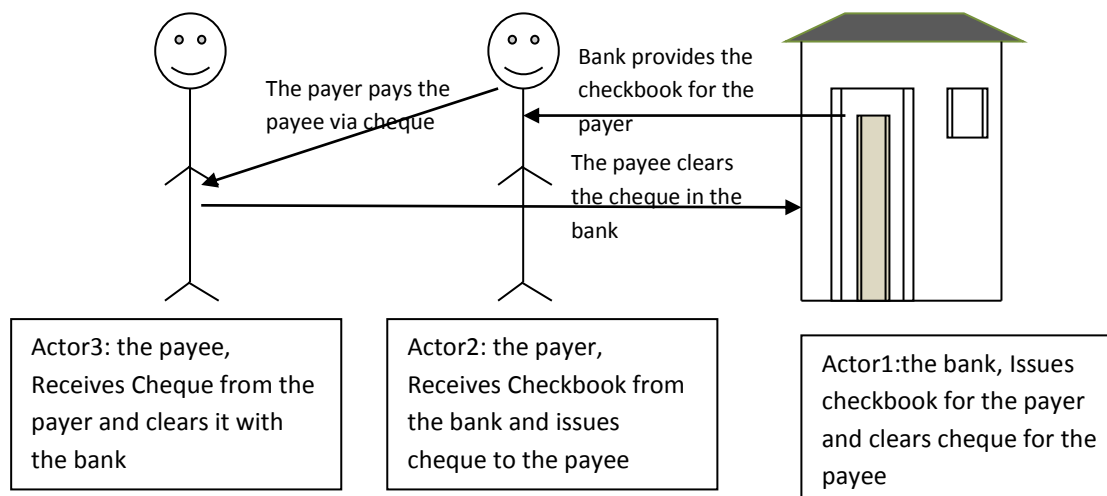 The payer pays the
payee via cheque
Bank provides the
checkbook for the
payer
The payee clears
the cheque in the
bank
Actor3: the payee,
Receives Cheque from the
payer and clears it with
the bank
Actor2: the payer,
Receives Checkbook from
the bank and issues
cheque to the payee
Actor1:the bank, Issues
checkbook for the payer
and clears cheque for the
payee